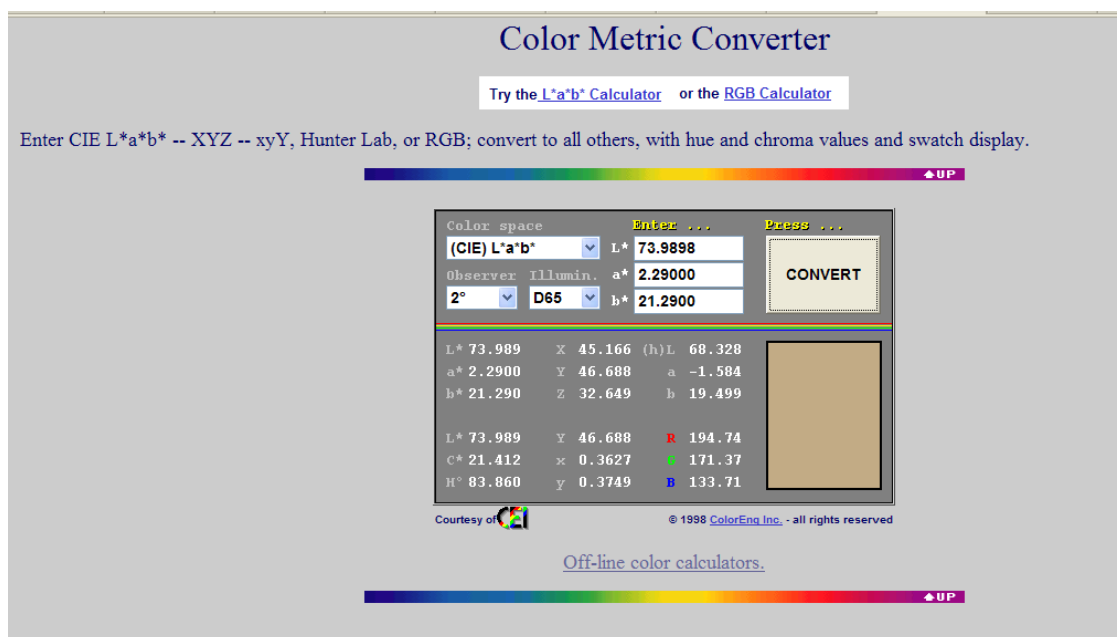 Color Metric Converter
Try the L*a*b* Calculator or the RGB Calculator
Enter CIE L*a*b* -- XYZ -- xyY, Hunter Lab, or RGB; convert to all others, with hue and chroma values and swatch display.
UP
Color space Enter ... Press ...
(CIE) L*a*b* L* 73.9898
Observer Illumin. a* 2.29000 CONVERT
2° D65 b* 21.2900
L* 73.989 X 45.166 (h)L 68.328
a* 2.2900 Y 46.688 a -1.584
b* 21.290 Z 32.649 b 19.499
L* 73.989 Y 46.688 R 194.74
C* 21.412 x 0.3627 G 171.37
H° 83.860 y 0.3749 B 133.71
Courtesy of CEI © 1998 ColorEng Inc. - all rights reserved
Off-line color calculators.
UP